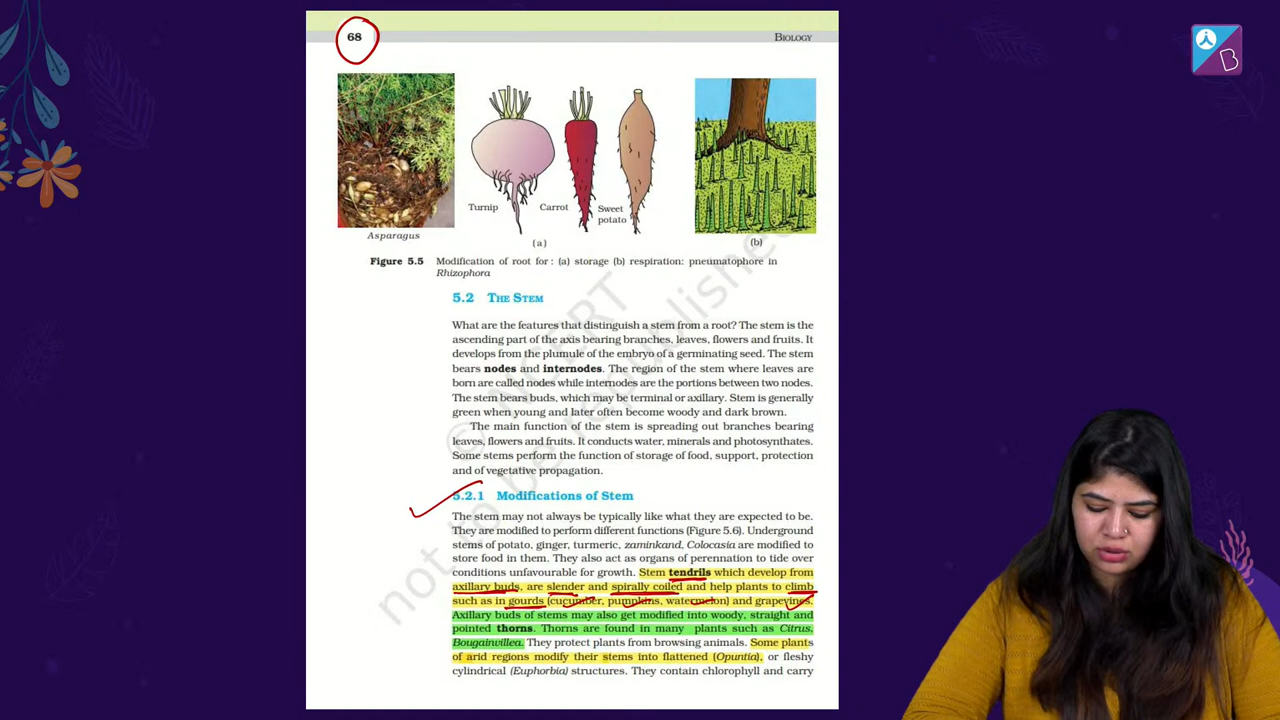 68
BIOLOGY
Turnip
Carrot
Sweet
potato
Asparagus
(a)
(b)
Figure 5.5 Modification of root for : (a) storage (b) respiration: pneumatophore in
Rhizophora
5.2 THE STEM
What are the features that distinguish a stem from a root? The stem is the
ascending part of the axis bearing branches, leaves, flowers and fruits. It
develops from the plumule of the embryo of a germinating seed. The stem
bears nodes and internodes. The region of the stem where leaves are
born are called nodes while internodes are the portions between two nodes.
The stem bears buds, which may be terminal or axillary. Stem is generally
green when young and later often become woody and dark brown.
The main function of the stem is spreading out branches bearing
leaves, flowers and fruits. It conducts water, minerals and photosynthates.
Some stems perform the function of storage of food, support, protection
and of vegetative propagation.
5.2.1 Modifications of Stem
The stem may not always be typically like what they are expected to be.
They are modified to perform different functions (Figure 5.6). Underground
stems of potato, ginger, turmeric, zaminkand, Colocasia are modified to
store food in them. They also act as organs of perennation to tide over
conditions unfavourable for growth. Stem tendrils which develop from
axillary buds, are slender and spirally coiled and help plants to climb
such as in gourds (cucumber, pumpkins, watermelon) and grapevines.
Axillary buds of stems may also get modified into woody, straight and
pointed thorns. Thorns are found in many plants such as Citrus,
Bougainvillea. They protect plants from browsing animals. Some plants
of arid regions modify their stems into flattened (Opuntia), or fleshy
cylindrical (Euphorbia) structures. They contain chlorophyll and carry
© NCERT
not to be republished
B